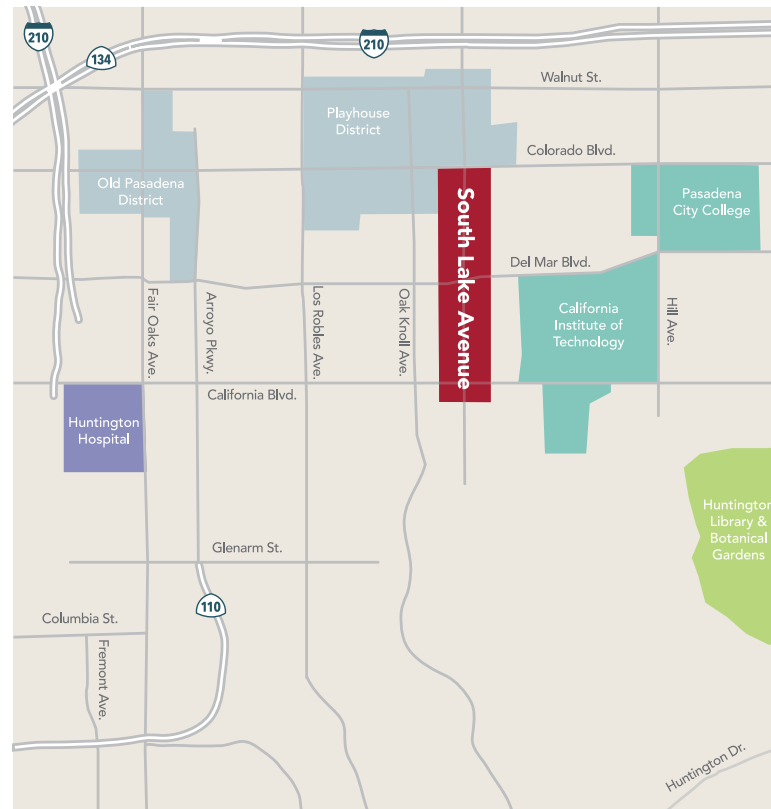 210
134
210
Walnut St.
Playhouse
District
Colorado Blvd.
Old Pasadena
District
South Lake Avenue
Pasadena
City College
Del Mar Blvd.
Fair Oaks Ave.
Arroyo Pkwy.
Los Robles Ave.
Oak Knoll Ave.
California
Institute of
Technology
Hill Ave.
California Blvd.
Huntington
Hospital
Huntington
Library &
Botanical
Gardens
Glenarm St.
110
Columbia St.
Fremont Ave.
Huntington Dr.